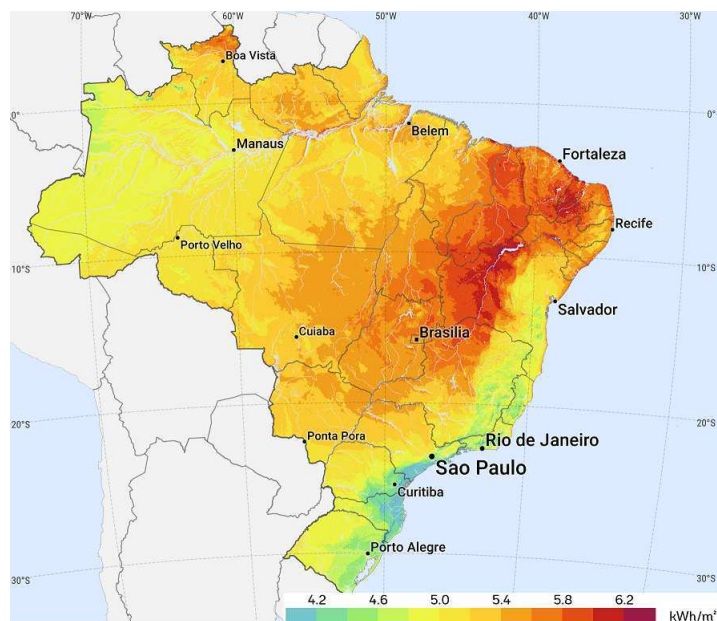 70°W 60°W 50°W 40°W 30°W
Boa Vista
0°
Belem
Manaus
Fortaleza
Recife
Porto Velho
10°S 10°S
Salvador
Cuiaba
Brasilia
20°S 20°S
Ponta Pora
Rio de Janeiro
Sao Paulo
Curitiba
Porto Alegre
30°S 30°S
4.2 4.6 5.0 5.4 5.8 6.2
kWh/m²